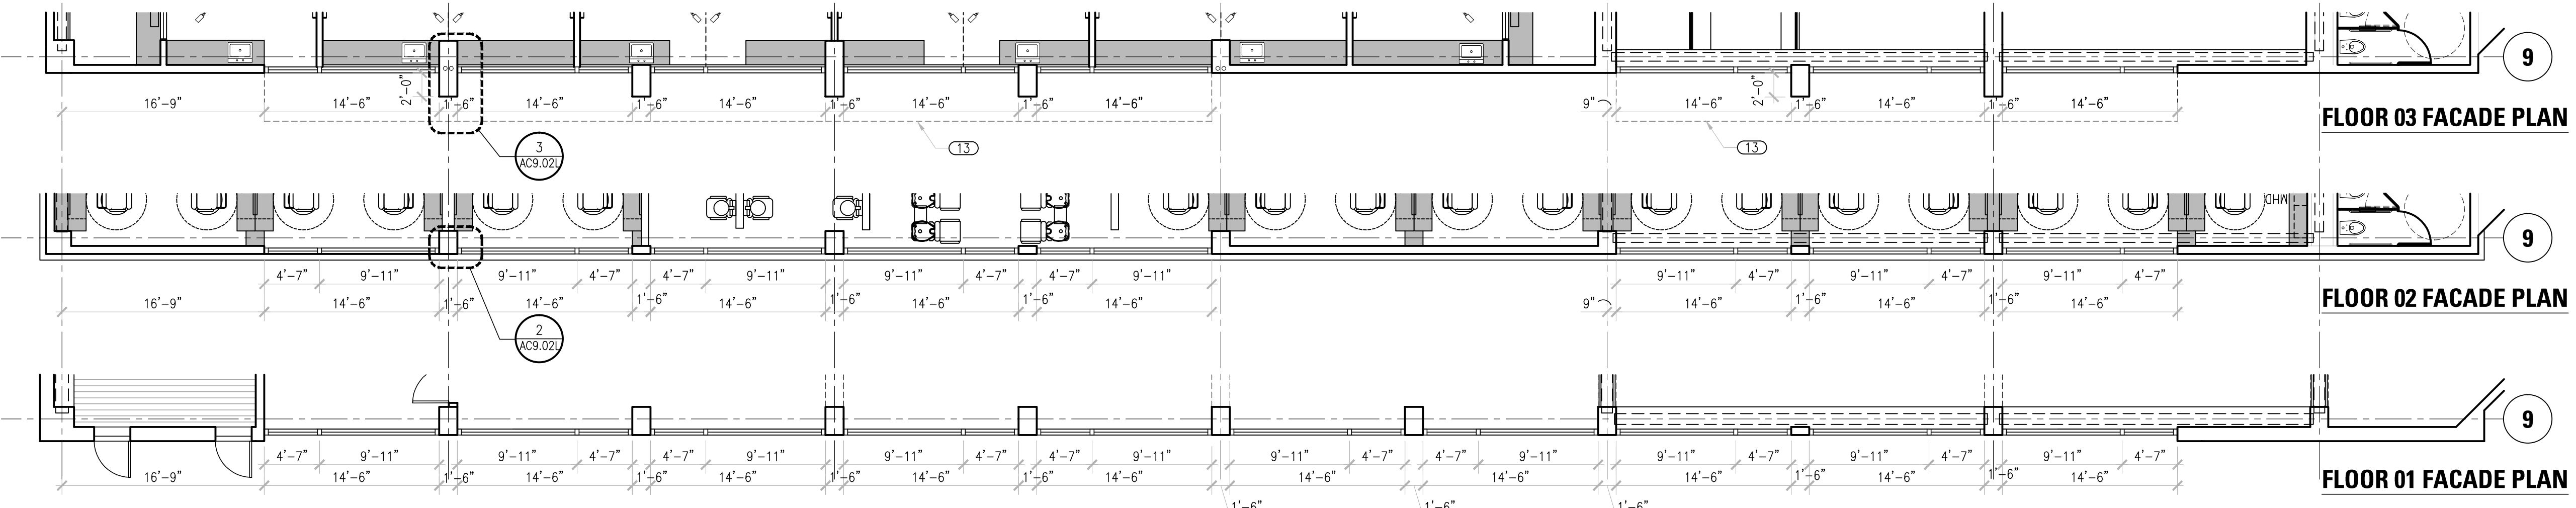 9
2'-0" 2'-0"
16'-9" 14'-6" 1'-6" 14'-6" 1'-6" 14'-6" 1'-6" 14'-6" 1'-6" 14'-6" 9" 14'-6" 1'-6" 14'-6" 1'-6" 14'-6"
FLOOR 03 FACADE PLAN
13 13
3
AC9.02L
MHD
9
4'-7" 9'-11" 9'-11" 4'-7" 4'-7" 9'-11" 9'-11" 4'-7" 4'-7" 9'-11" 9'-11" 4'-7" 9'-11" 4'-7" 9'-11" 4'-7"
16'-9" 14'-6" 1'-6" 14'-6" 1'-6" 14'-6" 1'-6" 14'-6" 1'-6" 14'-6" 9" 14'-6" 1'-6" 14'-6" 1'-6" 14'-6"
FLOOR 02 FACADE PLAN
2
AC9.02L
9
4'-7" 9'-11" 9'-11" 4'-7" 4'-7" 9'-11" 9'-11" 4'-7" 4'-7" 9'-11" 9'-11" 4'-7" 4'-7" 9'-11" 9'-11" 4'-7" 9'-11" 4'-7" 9'-11" 4'-7"
16'-9" 14'-6" 1'-6" 14'-6" 1'-6" 14'-6" 1'-6" 14'-6" 1'-6" 14'-6" 14'-6" 14'-6" 14'-6" 1'-6" 14'-6" 1'-6" 14'-6"
FLOOR 01 FACADE PLAN
1'-6" 1'-6" 1'-6"